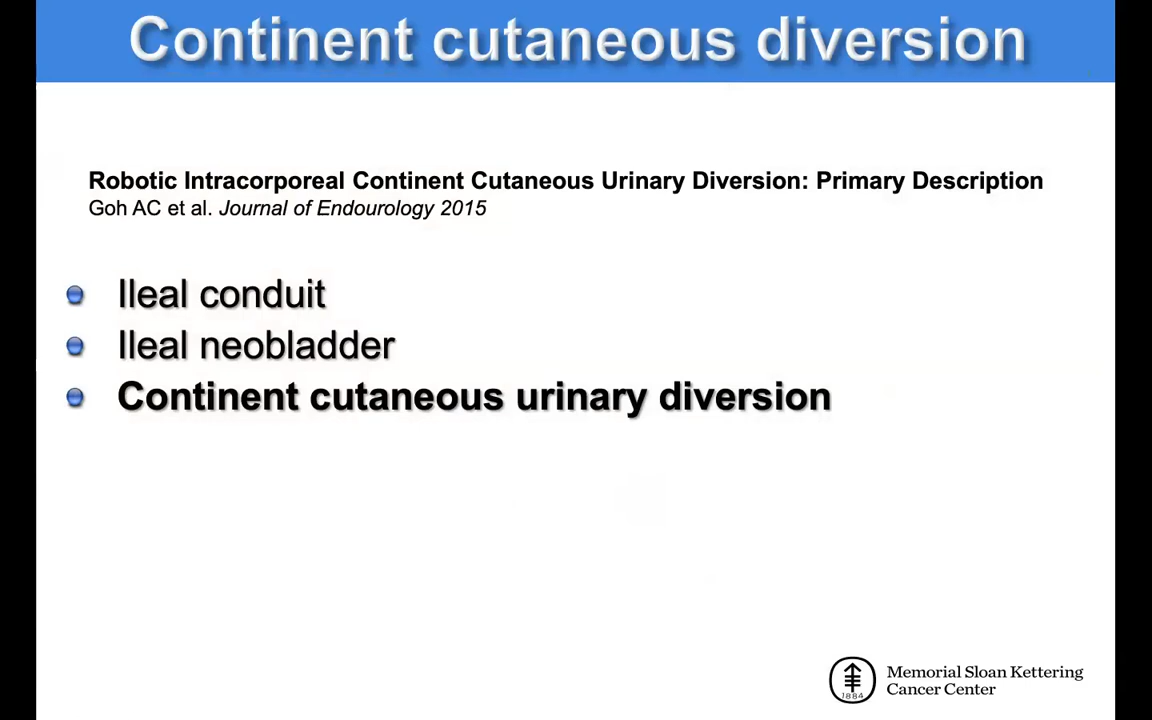 Continent cutaneous diversion
Robotic Intracorporeal Continent Cutaneous Urinary Diversion: Primary Description
Goh AC et al. Journal of Endourology 2015
Ileal conduit
Ileal neobladder
Continent cutaneous urinary diversion
Memorial Sloan Kettering
Cancer Center
1884